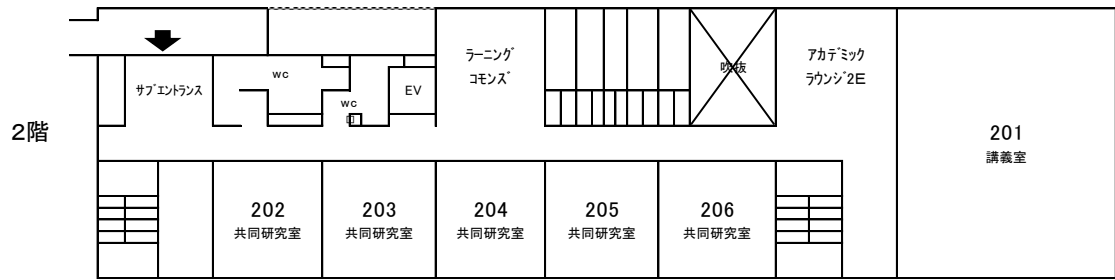 2階
サブエントランス
wc
wc
EV
ラーニング
コモンズ
吹抜
アカデミック
ラウンジ2E
201
講義室
202
共同研究室
203
共同研究室
204
共同研究室
205
共同研究室
206
共同研究室